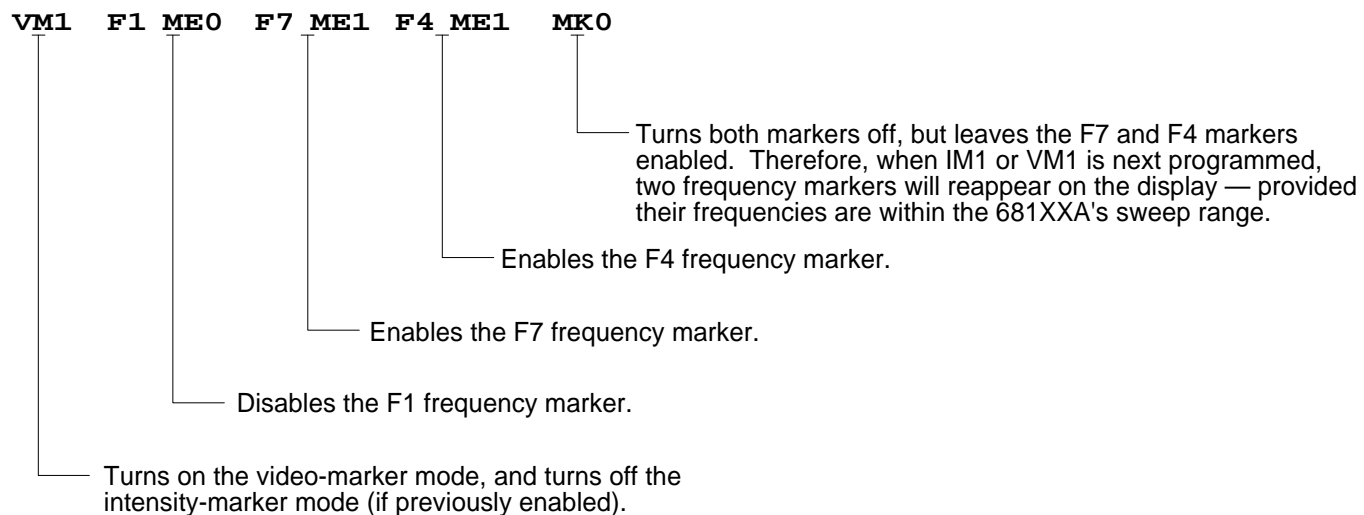 VM1 F1 ME0 F7 ME1 F4 ME1 MK0
Turns both markers off, but leaves the F7 and F4 markers
enabled. Therefore, when IM1 or VM1 is next programmed,
two frequency markers will reappear on the display — provided
their frequencies are within the 681XXA's sweep range.
Enables the F4 frequency marker.
Enables the F7 frequency marker.
Disables the F1 frequency marker.
Turns on the video-marker mode, and turns off the
intensity-marker mode (if previously enabled).